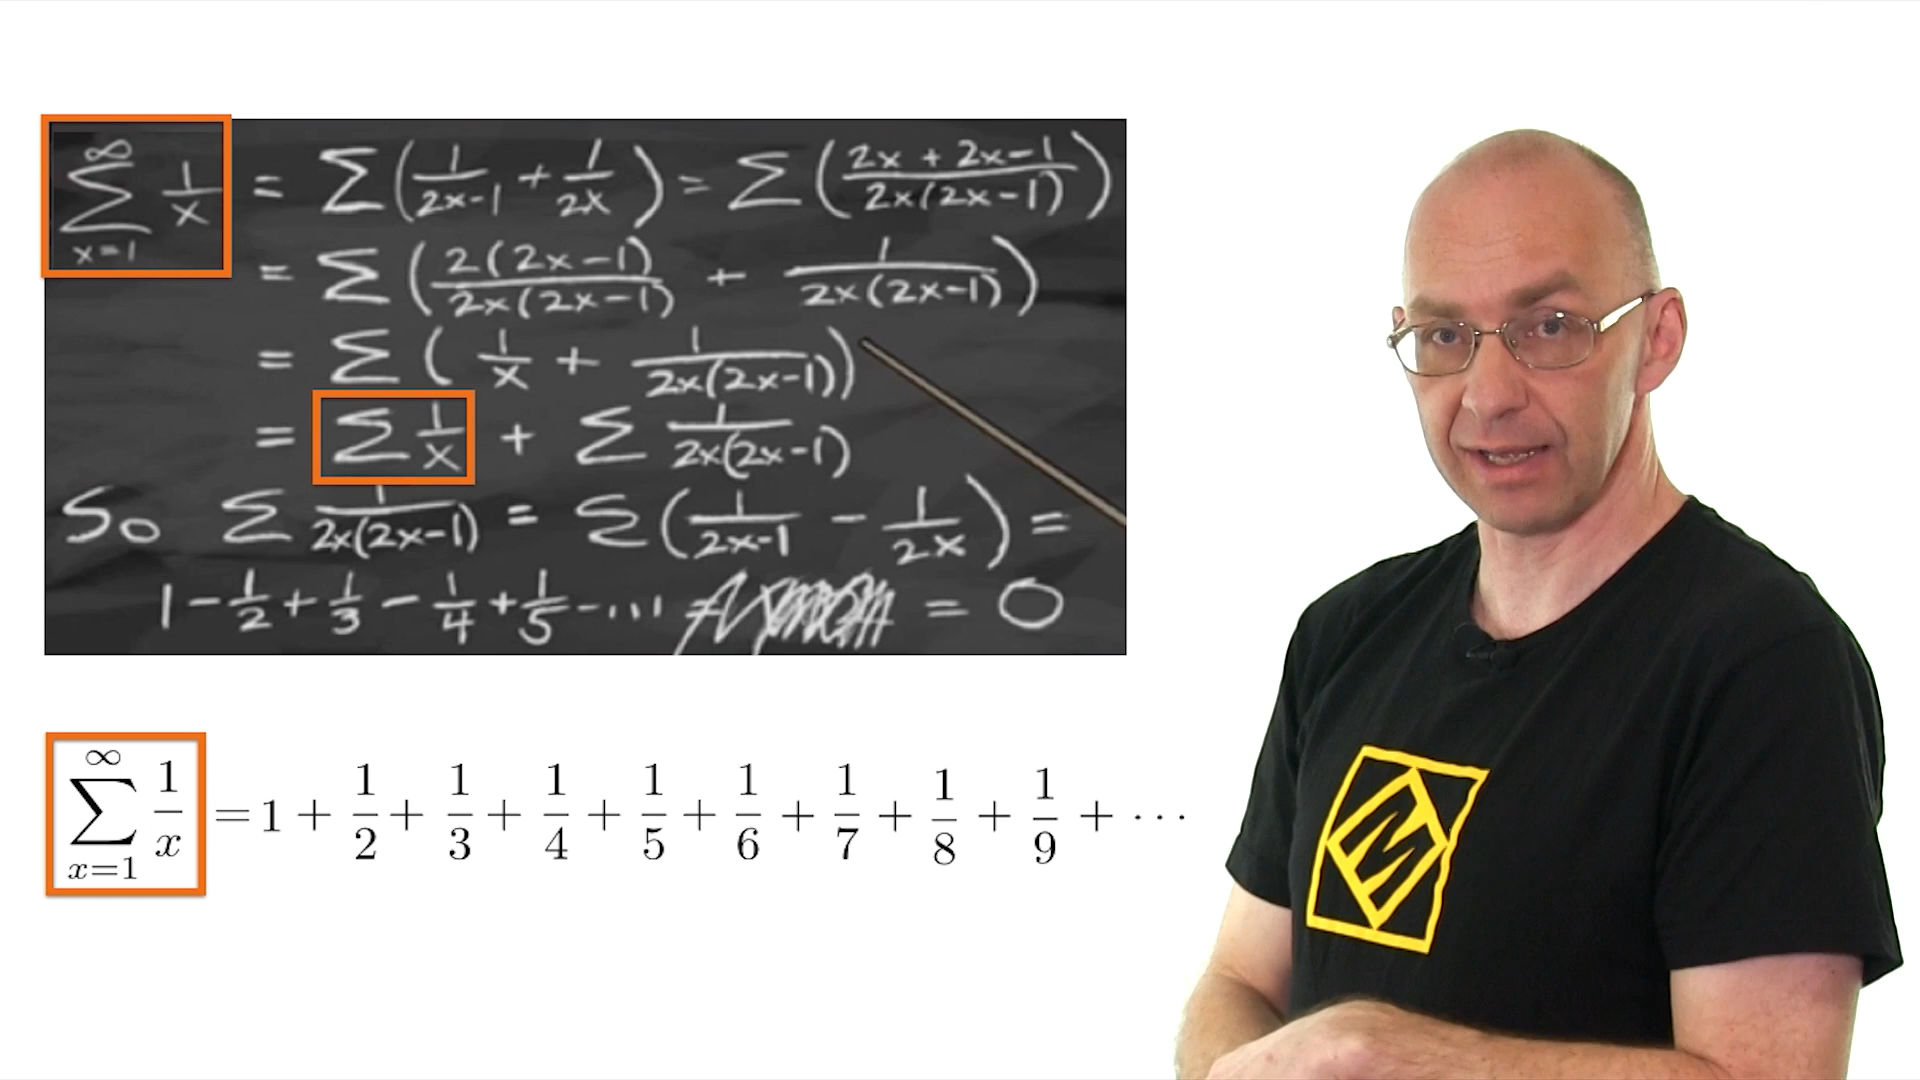 ∞ ∑ x=1 1/x = ∑(1/(2x-1) + 1/(2x)) = ∑((2x + 2x-1)/(2x(2x-1)))
= ∑(2(2x-1)/(2x(2x-1)) + 1/(2x(2x-1)))
= ∑(1/x + 1/(2x(2x-1)))
= ∑ 1/x + ∑ 1/(2x(2x-1))
So ∑ 1/(2x(2x-1)) = ∑(1/(2x-1) - 1/(2x)) =
1 - 1/2 + 1/3 - 1/4 + 1/5 - ... = 0
∞ ∑ x=1 1/x = 1 + 1/2 + 1/3 + 1/4 + 1/5 + 1/6 + 1/7 + 1/8 + 1/9 + ⋯
M